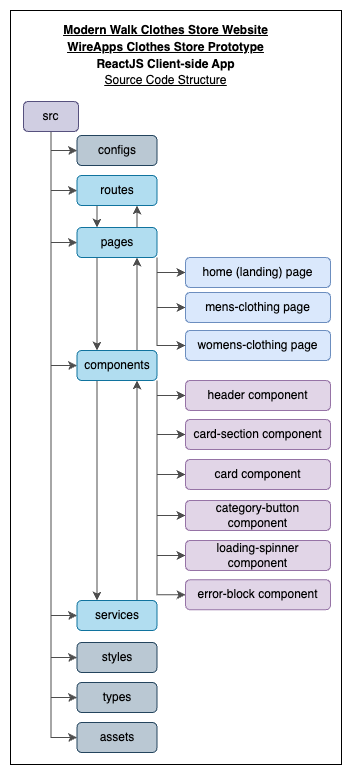 Modern Walk Clothes Store Website
WireApps Clothes Store Prototype
ReactJS Client-side App
Source Code Structure
src
configs
routes
pages
home (landing) page
mens-clothing page
womens-clothing page
components
header component
card-section component
card component
category-button
component
loading-spinner
component
error-block component
services
styles
types
assets